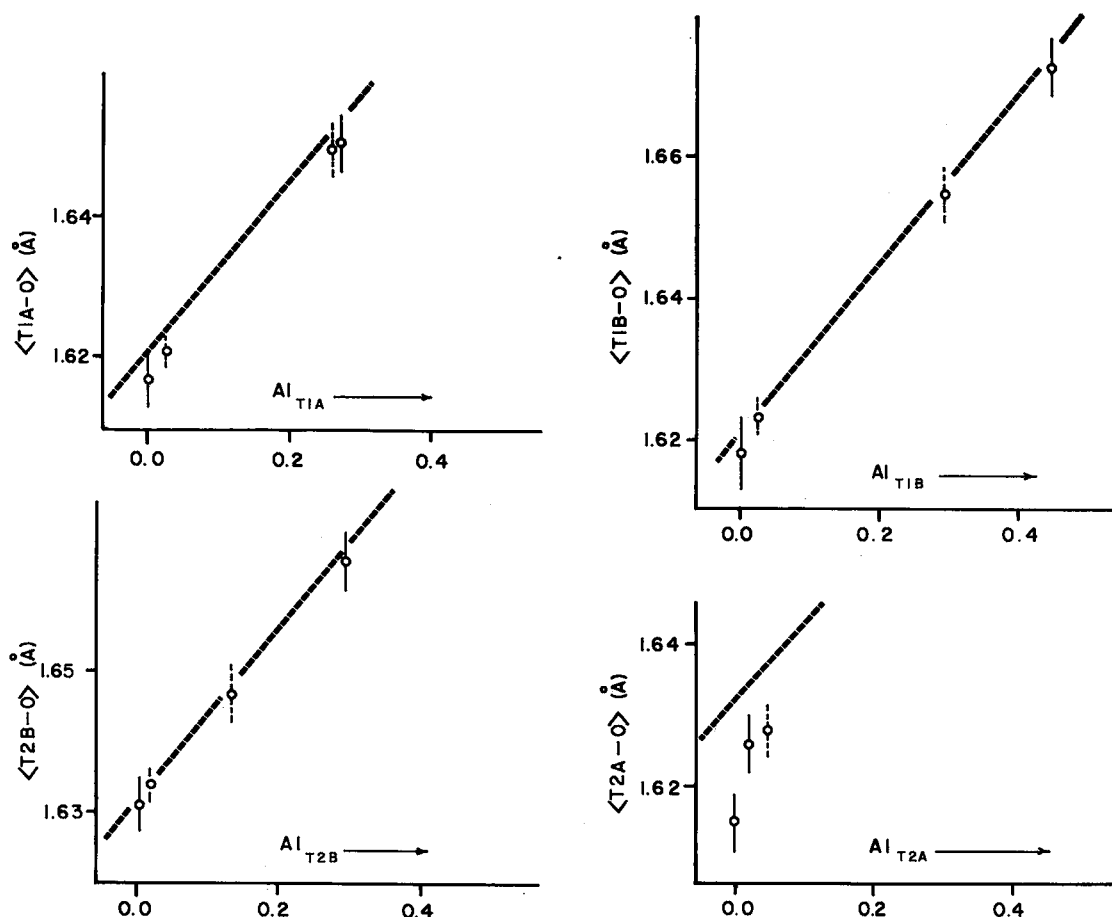 <T1A-O> (Å)
1.64
1.62
Al T1A
0.0 0.2 0.4
<T1B-O> (Å)
1.66
1.64
1.62
Al T1B
0.0 0.2 0.4
<T2B-O> (Å)
1.65
1.63
Al T2B
0.0 0.2 0.4
<T2A-O> (Å)
1.64
1.62
Al T2A
0.0 0.2 0.4